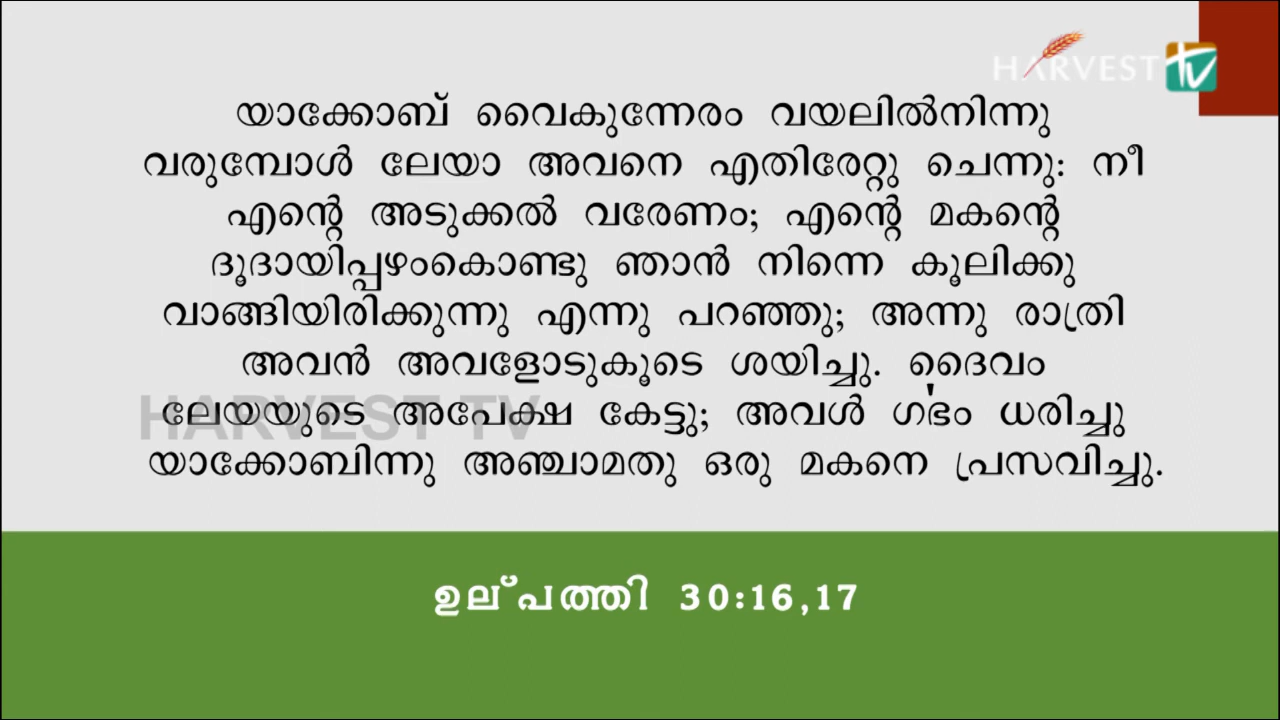 HARVEST TV
യാക്കോബ് വൈകുന്നേരം വയലിൽനിന്നു
വരുമ്പോൾ ലേയാ അവനെ എതിരേറ്റു ചെന്നു: നീ
എന്റെ അടുക്കൽ വരേണം; എന്റെ മകന്റെ
ദൂദായിപ്പഴംകൊണ്ടു ഞാൻ നിന്നെ കൂലിക്കു
വാങ്ങിയിരിക്കുന്നു എന്നു പറഞ്ഞു; അന്നു രാത്രി
അവൻ അവളോടുകൂടെ ശയിച്ചു. ദൈവം
ലേയയുടെ അപേക്ഷ കേട്ടു; അവൾ ഗൎഭം ധരിച്ചു
HARVEST TV
യാക്കോബിന്നു അഞ്ചാമതു ഒരു മകനെ പ്രസവിച്ചു.
ഉല്പത്തി 30:16,17